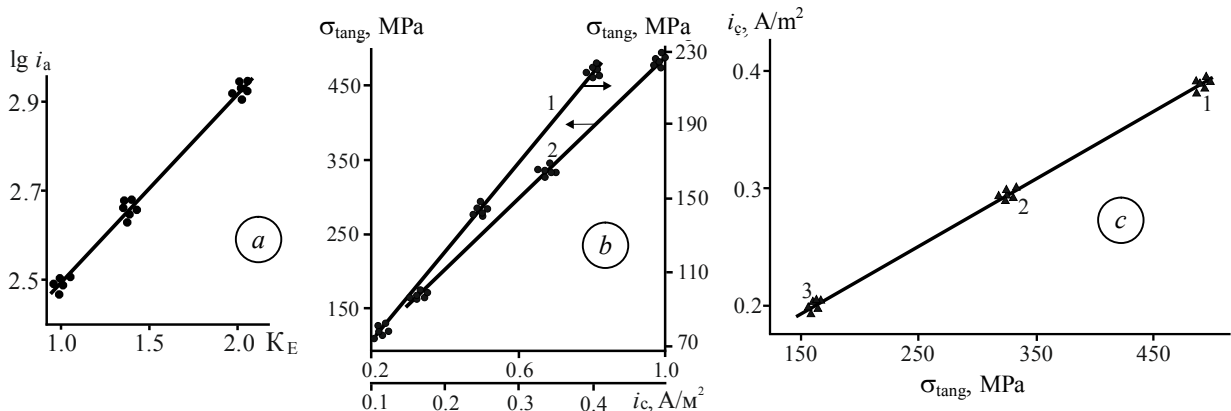 lg iₐ
2.9
2.7
2.5
1.0 1.5 2.0
К_E
a
σ_tang, MPa σ_tang, MPa
450
350
250
150
230
190
150
110
70
1
2
b
0.2 0.6 1.0
0.1 0.2 0.3 0.4 i_c, А/м²
i_c, A/m²
0.4
0.3
0.2
1
2
3
c
150 250 350 450
σ_tang, MPa